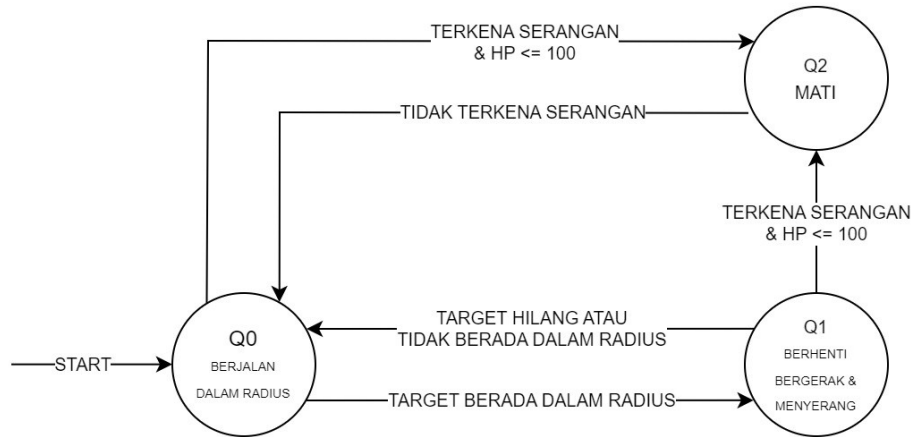 TERKENA SERANGAN
& HP <= 100
Q2
MATI
TIDAK TERKENA SERANGAN
TERKENA SERANGAN
& HP <= 100
START
Q0
BERJALAN
DALAM RADIUS
TARGET HILANG ATAU
TIDAK BERADA DALAM RADIUS
TARGET BERADA DALAM RADIUS
Q1
BERHENTI
BERGERAK &
MENYERANG